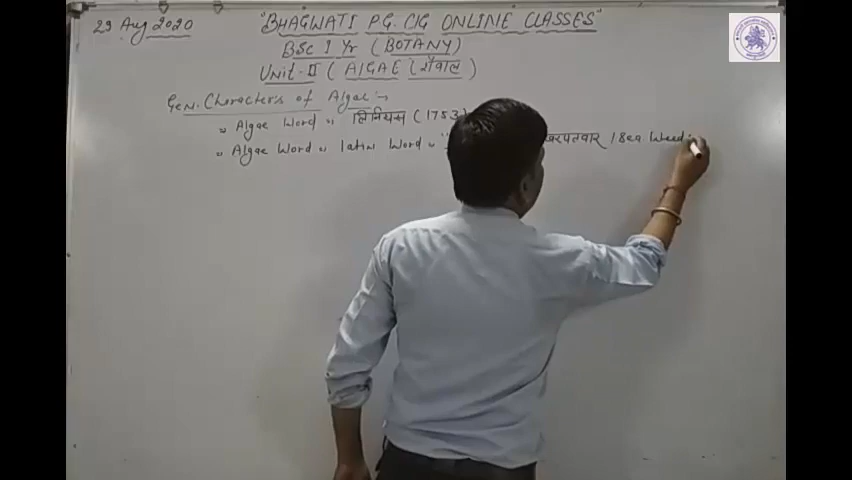 29 Aug 2020
"BHAGWATI PG. ClG ONLINE CLASSES"
BSc 1 Yr (BOTANY)
Unit-II (AlGAE (शैवाल)
Gen. Characters of Algae :-
" Algae Word " लिनियस (1753)
" Algae Word " latin Word " खरपतवार / Sea Weed